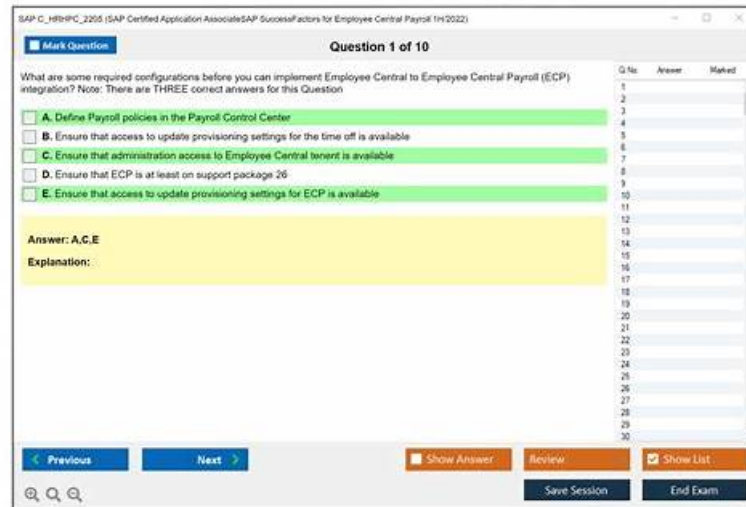 SAP C_HRHPC_2205 (SAP Certified Application AssociateSAP SuccessFactors for Employee Central Payroll 1H/2022)
Mark Question
Question 1 of 10
What are some required configurations before you can implement Employee Central to Employee Central Payroll (ECP)
integration? Note: There are THREE correct answers for this Question
A. Define Payroll policies in the Payroll Control Center
B. Ensure that access to update provisioning settings for the time off is available
C. Ensure that administration access to Employee Central tenent is available
D. Ensure that ECP is at least on support package 26
E. Ensure that access to update provisioning settings for ECP is available
Answer: A,C,E
Explanation:
Q.No Answer Marked
1
2
3
4
5
6
7
8
9
10
11
12
13
14
15
16
17
18
19
20
21
22
23
24
25
26
27
28
29
30
Previous Next Show Answer Review Show List
Save Session End Exam